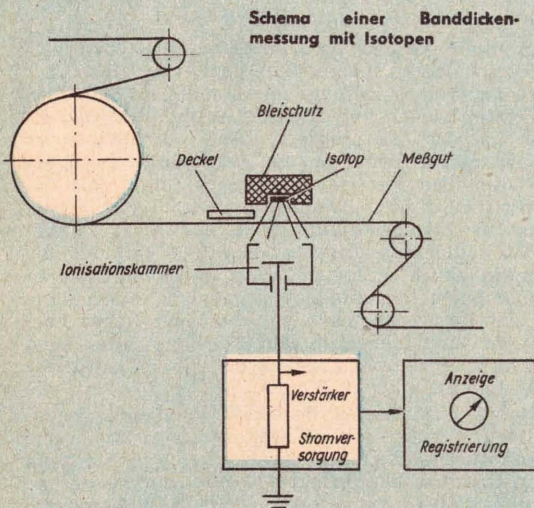 Schema einer Banddicken-
messung mit Isotopen
Bleischutz
Deckel
Isotop
Meßgut
Ionisationskammer
Verstärker
Stromver-
sorgung
Anzeige
Registrierung